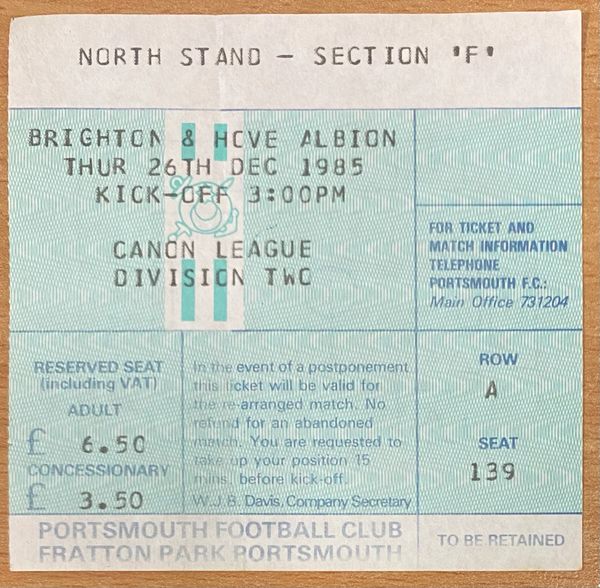 NORTH STAND - SECTION 'F'
BRIGHTON & HOVE ALBION
THUR 26TH DEC 1985
KICK-OFF 3:00PM
CANON LEAGUE
DIVISION TWO
FOR TICKET AND
MATCH INFORMATION
TELEPHONE
PORTSMOUTH F.C.:
Main Office 731204
RESERVED SEAT
(including VAT)
ADULT
£ 6.50
CONCESSIONARY
£ 3.50
In the event of a postponement
this ticket will be valid for
the re-arranged match. No
refund for an abandoned
match. You are requested to
take up your position 15
mins. before kick-off.
W.J.B. Davis, Company Secretary
ROW
A
SEAT
139
PORTSMOUTH FOOTBALL CLUB
FRATTON PARK PORTSMOUTH
TO BE RETAINED